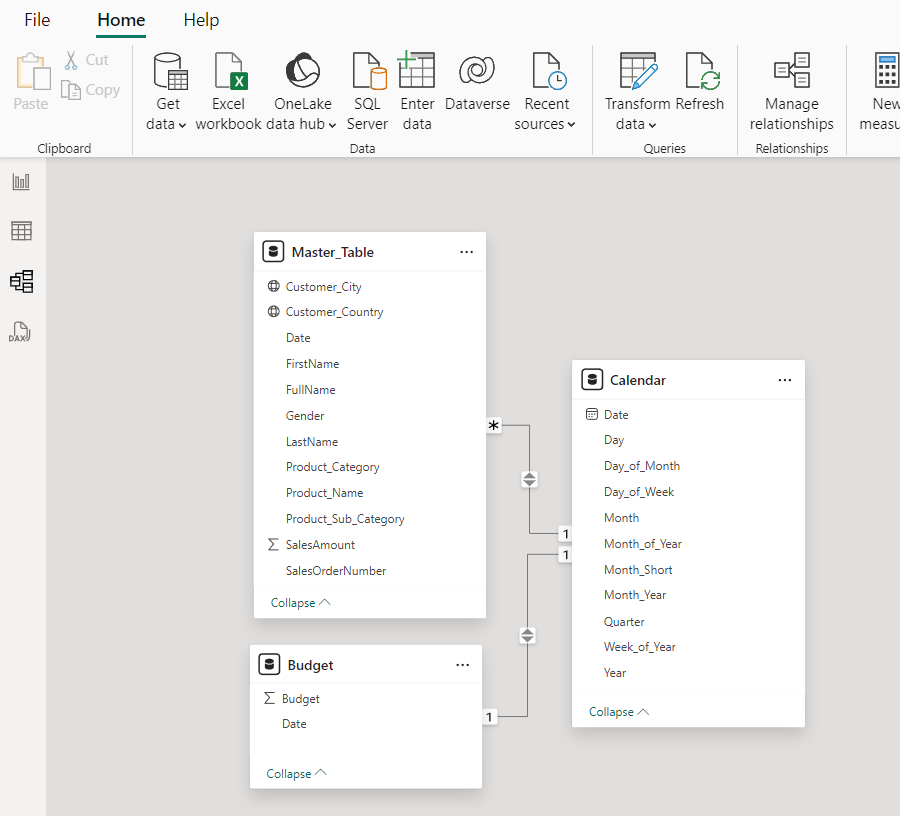 File Home Help
Paste
Cut
Copy
Clipboard
Get data
Excel workbook
OneLake data hub
SQL Server
Enter data
Dataverse
Recent sources
Data
Transform data
Refresh
Queries
Manage relationships
Relationships
New
measu
DAX
Master_Table ...
Customer_City
Customer_Country
Date
FirstName
FullName
Gender
LastName
Product_Category
Product_Name
Product_Sub_Category
Σ SalesAmount
SalesOrderNumber
Collapse
*
1
1
1
Calendar ...
Date
Day
Day_of_Month
Day_of_Week
Month
Month_of_Year
Month_Short
Month_Year
Quarter
Week_of_Year
Year
Collapse
Budget ...
Σ Budget
Date
Collapse